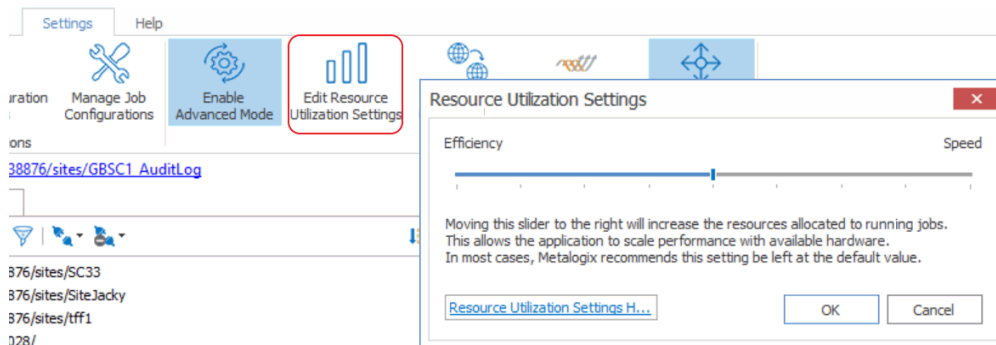 Settings Help
Manage Job
Configurations
Enable
Advanced Mode
Edit Resource
Utilization Settings
ons
38876/sites/GBSC1_AuditLog
876/sites/SC33
876/sites/SiteJacky
876/sites/tff1
028/
Resource Utilization Settings
Efficiency Speed
Moving this slider to the right will increase the resources allocated to running jobs.
This allows the application to scale performance with available hardware.
In most cases, Metalogix recommends this setting be left at the default value.
Resource Utilization Settings H...
OK Cancel